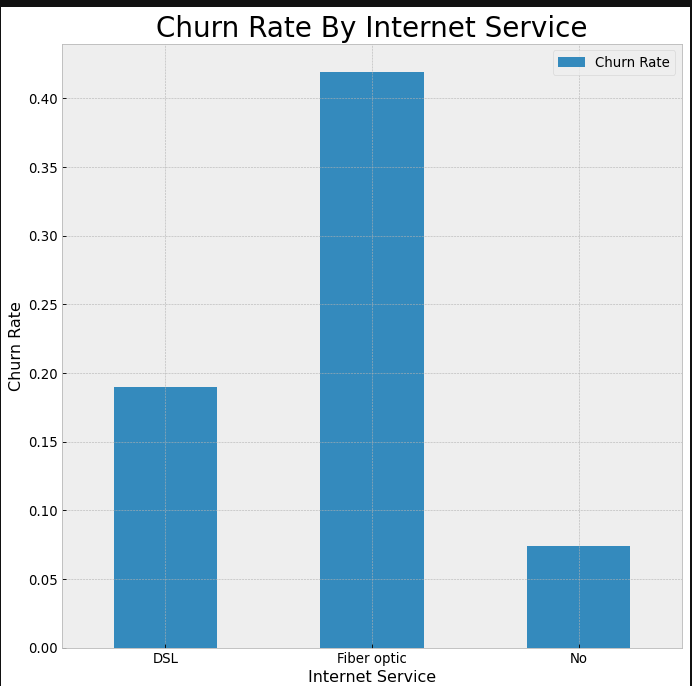 Churn Rate By Internet Service
Churn Rate
0.40
0.35
0.30
0.25
0.20
0.15
0.10
0.05
0.00
Churn Rate
DSL Fiber optic No
Internet Service